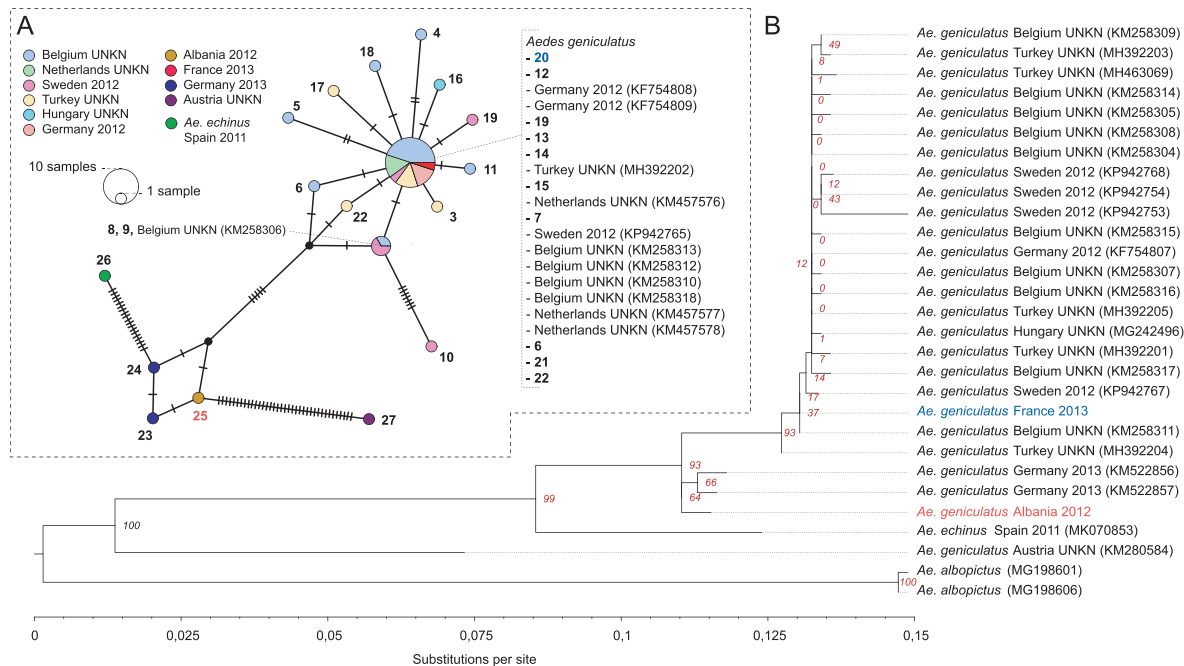 A
Belgium UNKN
Netherlands UNKN
Sweden 2012
Turkey UNKN
Hungary UNKN
Germany 2012
Albania 2012
France 2013
Germany 2013
Austria UNKN
Ae. echinus
Spain 2011
10 samples
1 sample
4
18
17
16
5
19
11
6
22
3
8, 9, Belgium UNKN (KM258306)
26
10
24
25
23
27
Aedes geniculatus
- 20
- 12
- Germany 2012 (KF754808)
- Germany 2012 (KF754809)
- 19
- 13
- 14
- Turkey UNKN (MH392202)
- 15
- Netherlands UNKN (KM457576)
- 7
- Sweden 2012 (KP942765)
- Belgium UNKN (KM258313)
- Belgium UNKN (KM258312)
- Belgium UNKN (KM258310)
- Belgium UNKN (KM258318)
- Netherlands UNKN (KM457577)
- Netherlands UNKN (KM457578)
- 6
- 21
- 22
B
Ae. geniculatus Belgium UNKN (KM258309)
Ae. geniculatus Turkey UNKN (MH392203)
Ae. geniculatus Turkey UNKN (MH463069)
Ae. geniculatus Belgium UNKN (KM258314)
Ae. geniculatus Belgium UNKN (KM258305)
Ae. geniculatus Belgium UNKN (KM258308)
Ae. geniculatus Belgium UNKN (KM258304)
Ae. geniculatus Sweden 2012 (KP942768)
Ae. geniculatus Sweden 2012 (KP942754)
Ae. geniculatus Sweden 2012 (KP942753)
Ae. geniculatus Belgium UNKN (KM258315)
Ae. geniculatus Germany 2012 (KF754807)
Ae. geniculatus Belgium UNKN (KM258307)
Ae. geniculatus Belgium UNKN (KM258316)
Ae. geniculatus Turkey UNKN (MH392205)
Ae. geniculatus Hungary UNKN (MG242496)
Ae. geniculatus Turkey UNKN (MH392201)
Ae. geniculatus Belgium UNKN (KM258317)
Ae. geniculatus Sweden 2012 (KP942767)
Ae. geniculatus France 2013
Ae. geniculatus Belgium UNKN (KM258311)
Ae. geniculatus Turkey UNKN (MH392204)
Ae. geniculatus Germany 2013 (KM522856)
Ae. geniculatus Germany 2013 (KM522857)
Ae. geniculatus Albania 2012
Ae. echinus Spain 2011 (MK070853)
Ae. geniculatus Austria UNKN (KM280584)
Ae. albopictus (MG198601)
Ae. albopictus (MG198606)
49
8
1
0
0
0
0
12
43
0
0
12
0
0
0
1
7
14
17
37
93
93
66
64
99
100
100
0
0,025
0,05
0,075
0,1
0,125
0,15
Substitutions per site